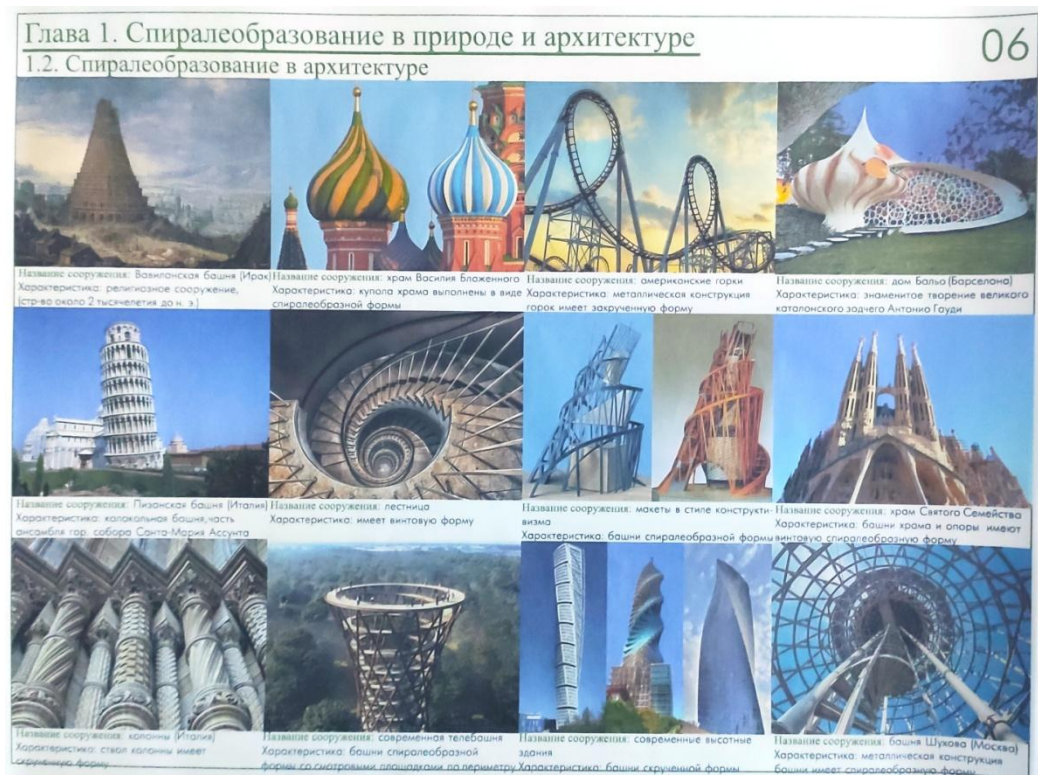 Глава 1. Спиралеобразование в природе и архитектуре
06
1.2. Спиралеобразование в архитектуре
Название сооружения: Вавилонская башня (Ирак)
Характеристика: религиозное сооружение,
(стр-во около 2 тысячелетия до н. э.)
Название сооружения: храм Василия Блаженного
Характеристика: купола храма выполнены в виде
спиралеобразной формы
Название сооружения: американские горки
Характеристика: металлическая конструкция
горок имеет закрученную форму
Название сооружения: дом Бальо (Барселона)
Характеристика: знаменитое творение великого
каталонского зодчего Антонио Гауди
Название сооружения: Пизанская башня (Италия)
Характеристика: колокольная башня, часть
ансамбля гор. собора Санта-Мария Ассунта
Название сооружения: лестница
Характеристика: имеет винтовую форму
Название сооружения: макеты в стиле конструкти-
визма
Характеристика: башни спиралеобразной формы
Название сооружения: храм Святого Семейства
Характеристика: башни храма и опоры имеют
винтовую спиралеобразную форму
Название сооружения: колонны (Италия)
Характеристика: ствол колонны имеет
скрученную форму
Название сооружения: современная телебашня
Характеристика: башни спиралеобразной
формы со смотровыми площадками по периметру
Название сооружения: современные высотные
здания
Характеристика: башни скрученной формы
Название сооружения: башня Шухова (Москва)
Характеристика: металлическая конструкция
башни имеет спиралеобразную форму